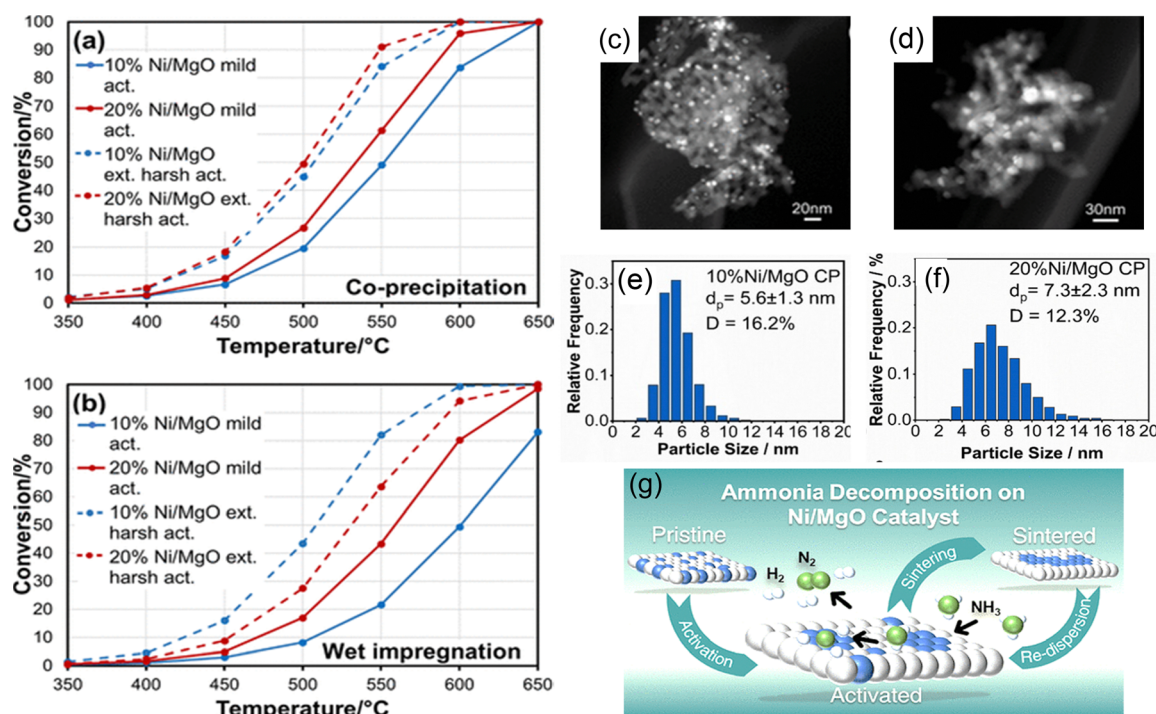 (a)
100
90
80
70
60
50
40
30
20
10
0
Conversion/%
10% Ni/MgO mild
act.
20% Ni/MgO mild
act.
10% Ni/MgO
ext. harsh act.
20% Ni/MgO ext.
harsh act.
Co-precipitation
350 400 450 500 550 600 650
Temperature/°C
(b)
100
90
80
70
60
50
40
30
20
10
0
Conversion/%
10% Ni/MgO mild
act.
20% Ni/MgO mild
act.
10% Ni/MgO ext.
harsh act.
20% Ni/MgO ext.
harsh act.
Wet impregnation
350 400 450 500 550 600 650
Temperature/°C
(c)
20nm
(d)
30nm
(e)
10%Ni/MgO CP
dp= 5.6±1.3 nm
D = 16.2%
0.3
0.2
0.1
0.0
Relative Frequency
0 2 4 6 8 10 12 14 16 18 20
Particle Size / nm
(f)
20%Ni/MgO CP
dp= 7.3±2.3 nm
D = 12.3%
0.3
0.2
0.1
0.0
Relative Frequency / %
0 2 4 6 8 10 12 14 16 18 20
Particle Size / nm
(g)
Ammonia Decomposition on
Ni/MgO Catalyst
Pristine
Sintered
H2
N2
NH3
Sintering
Activation
Re-dispersion
Activated